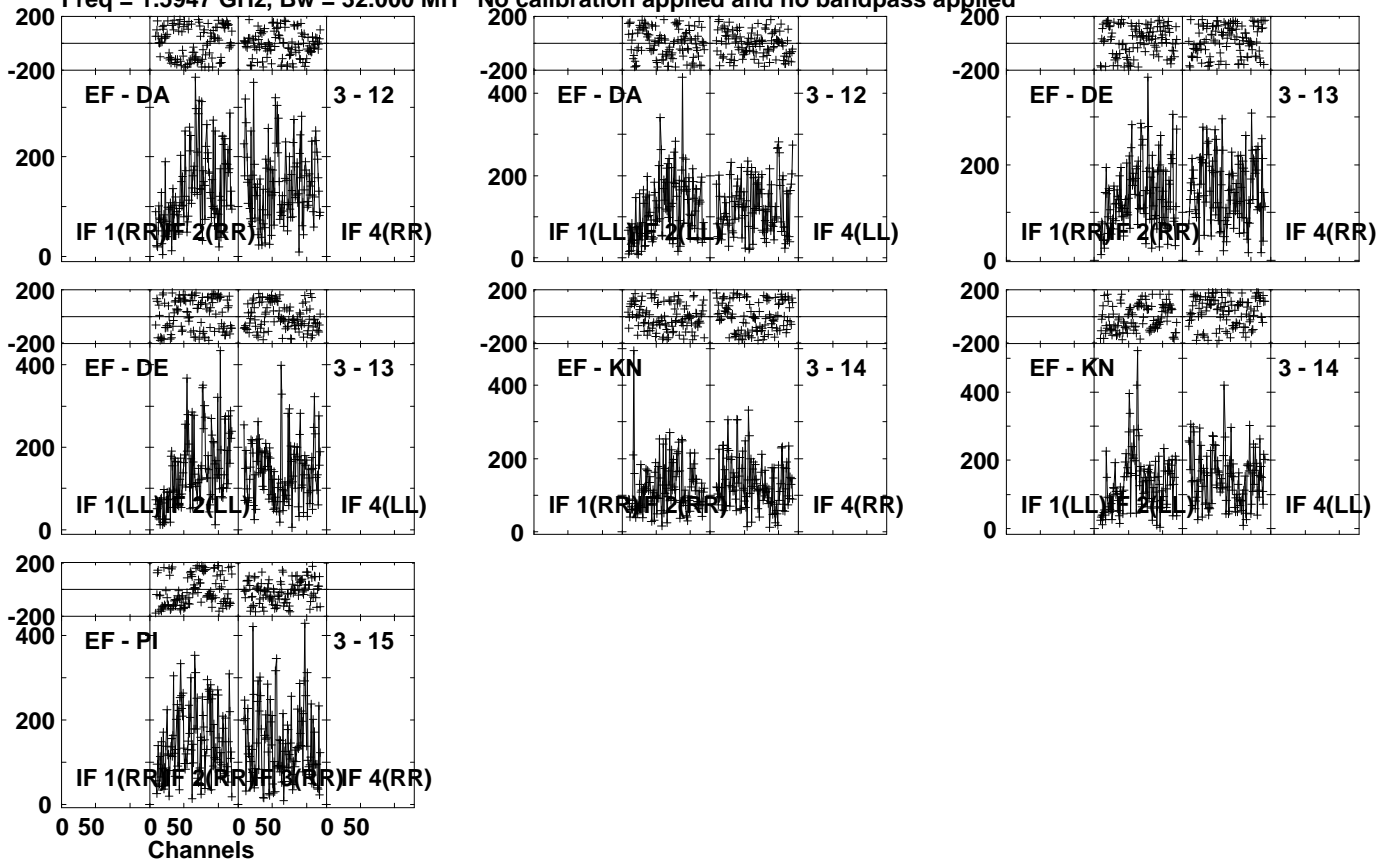 Freq = 1.5947 GHz, Bw = 32.000 MH No calibration applied and no bandpass applied
200 200 200
-200 -200 -200
EF - DA 3 - 12 EF - DA 3 - 12 EF - DE 3 - 13
400
200 200 200
IF 1(RR) IF 2(RR) IF 4(RR) IF 1(LL) IF 2(LL) IF 4(LL) IF 1(RR) IF 2(RR) IF 4(RR)
0 0 0
200 200 200
-200 -200 -200
EF - DE 3 - 13 EF - KN 3 - 14 EF - KN 3 - 14
400 400 400
200 200 200
IF 1(LL) IF 2(LL) IF 4(LL) IF 1(RR) IF 2(RR) IF 4(RR) IF 1(LL) IF 2(LL) IF 4(LL)
0 0 0
200
-200
400 EF - PI 3 - 15
200
IF 1(RR) IF 2(RR) IF 3(RR) IF 4(RR)
0
0 50 0 50 0 50 0 50
Channels